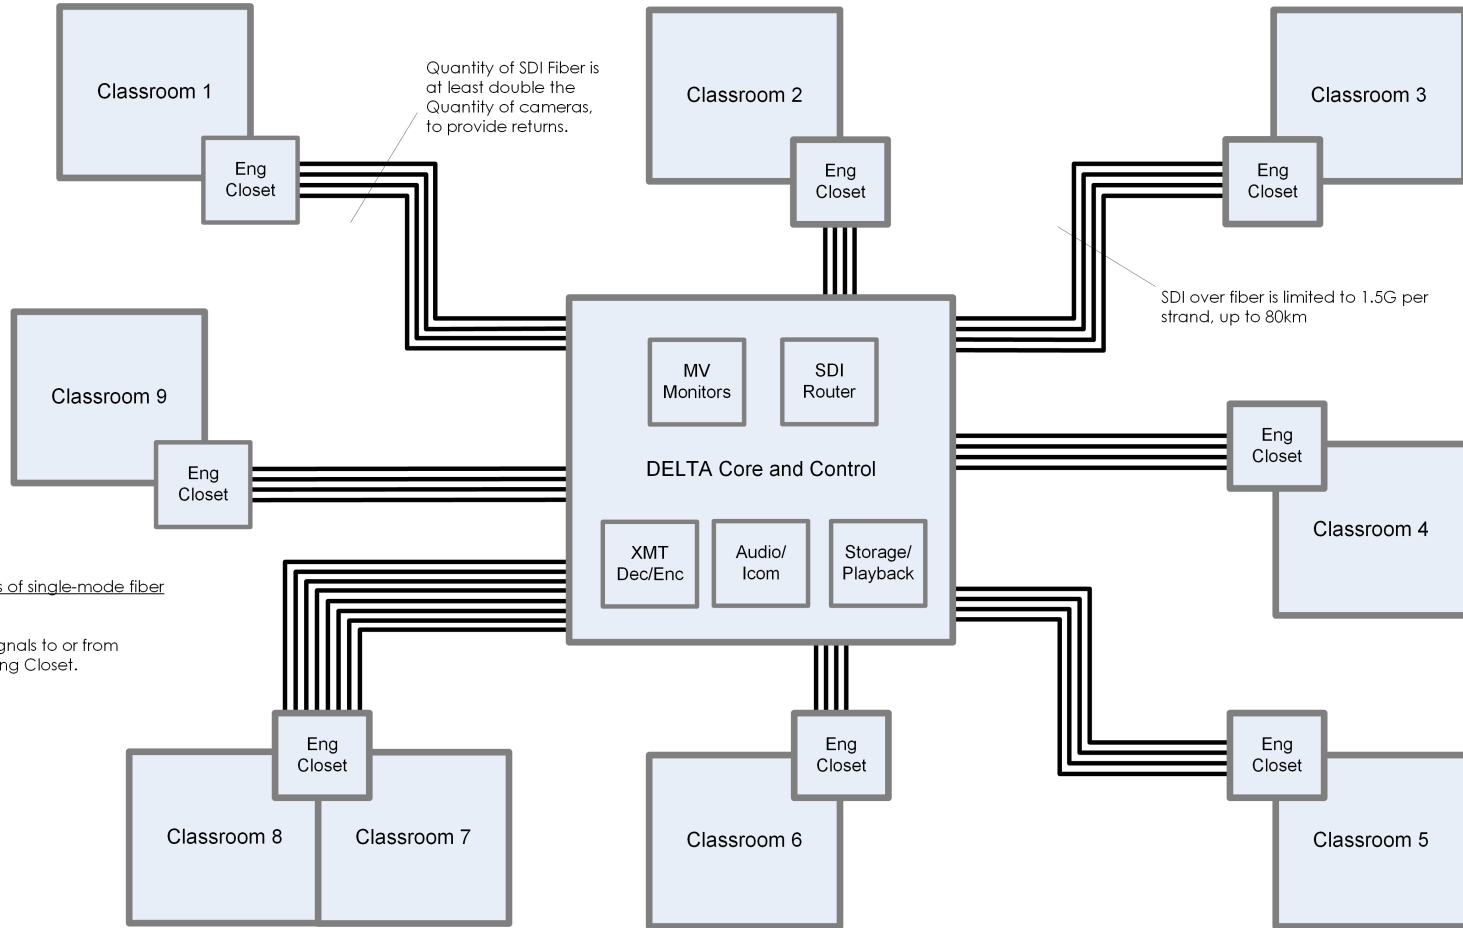 Classroom 1
Eng
Closet
Quantity of SDI Fiber is
at least double the
Quantity of cameras,
to provide returns.
Classroom 2
Eng
Closet
Classroom 3
Eng
Closet
SDI over fiber is limited to 1.5G per
strand, up to 80km
MV
Monitors
SDI
Router
DELTA Core and Control
XMT
Dec/Enc
Audio/
Icom
Storage/
Playback
Classroom 9
Eng
Closet
Eng
Closet
Classroom 4
s of single-mode fiber
gnals to or from
ng Closet.
Eng
Closet
Classroom 8
Classroom 7
Eng
Closet
Classroom 6
Eng
Closet
Classroom 5